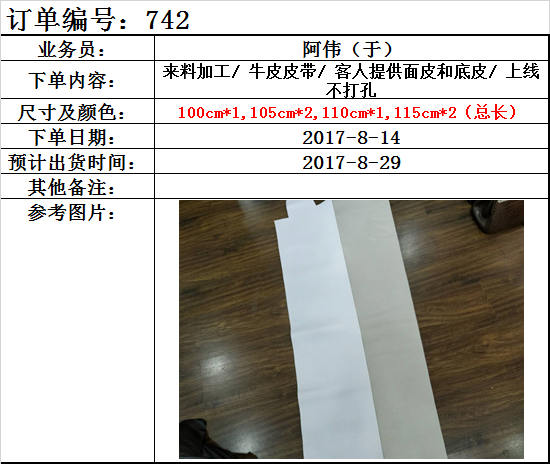 订单编号：742
业务员： 阿伟（于）
下单内容： 来料加工/ 牛皮皮带/ 客人提供面皮和底皮/ 上线
不打孔
尺寸及颜色： 100cm*1,105cm*2,110cm*1,115cm*2（总长）
下单日期： 2017-8-14
预计出货时间： 2017-8-29
其他备注：
参考图片：